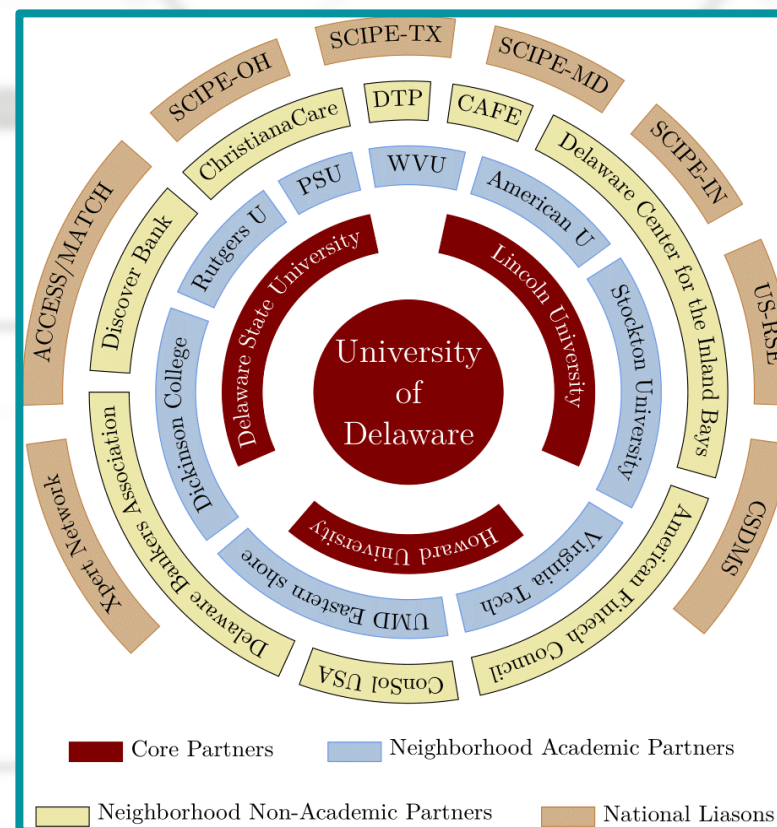 SCIPE-TX
SCIPE-OH
SCIPE-MD
SCIPE-IN
ACCESS/MATCH
US-RSE
Xpert Network
CSDMS
DTP
CAFE
ChristianaCare
Delaware Center for the Inland Bays
Discover Bank
Delaware Bankers Association
American Fintech Council
ConSol USA
WVU
PSU
American U
Rutgers U
Stockton University
Dickinson College
Virginia Tech
UMD Eastern shore
Delaware State University
Lincoln University
Howard University
University
of
Delaware
Core Partners
Neighborhood Academic Partners
Neighborhood Non-Academic Partners
National Liasons